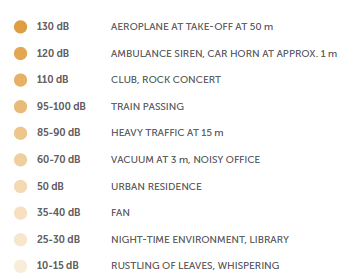 130 dB AEROPLANE AT TAKE-OFF AT 50 m
120 dB AMBULANCE SIREN, CAR HORN AT APPROX. 1 m
110 dB CLUB, ROCK CONCERT
95-100 dB TRAIN PASSING
85-90 dB HEAVY TRAFFIC AT 15 m
60-70 dB VACUUM AT 3 m, NOISY OFFICE
50 dB URBAN RESIDENCE
35-40 dB FAN
25-30 dB NIGHT-TIME ENVIRONMENT, LIBRARY
10-15 dB RUSTLING OF LEAVES, WHISPERING